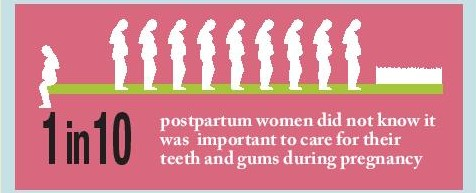 1 in 10
postpartum women did not know it
was important to care for their
teeth and gums during pregnancy